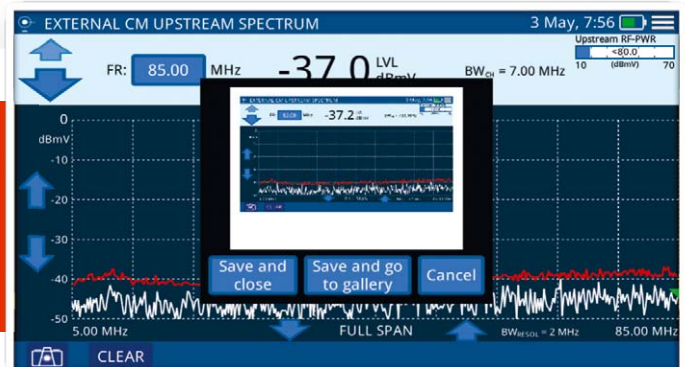 EXTERNAL CM UPSTREAM SPECTRUM 3 May, 7:56
Upstream RF-PWR
<80.0
10 (dBmV) 70
FR: 85.00 MHz -37.0 LVL dBmV BWCH = 7.00 MHz
-37.2
0
dBmV
-10
-20
-30
-40
-50
Save and close
Save and go to gallery
Cancel
5.00 MHz FULL SPAN BWRESOL = 2 MHz 85.00 MHz
CLEAR